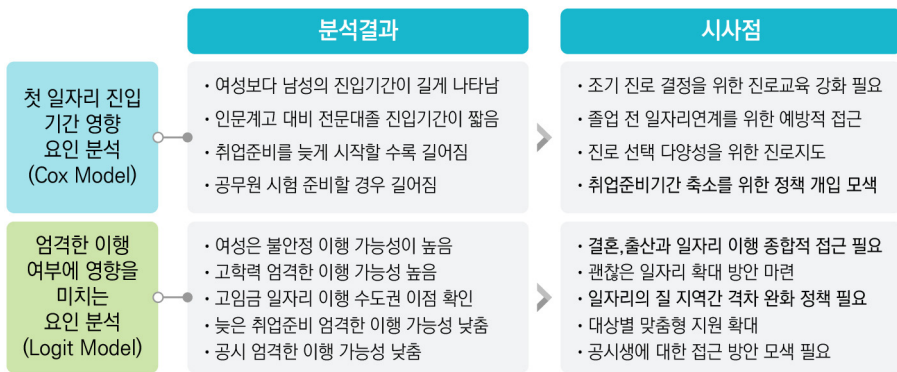 분석결과
시사점
첫 일자리 진입
기간 영향
요인 분석
(Cox Model)
· 여성보다 남성의 진입기간이 길게 나타남
· 인문계고 대비 전문대졸 진입기간이 짧음
· 취업준비를 늦게 시작할 수록 길어짐
· 공무원 시험 준비할 경우 길어짐
· 조기 진로 결정을 위한 진로교육 강화 필요
· 졸업 전 일자리연계를 위한 예방적 접근
· 진로 선택 다양성을 위한 진로지도
· 취업준비기간 축소를 위한 정책 개입 모색
엄격한 이행
여부에 영향을
미치는
요인 분석
(Logit Model)
· 여성은 불안정 이행 가능성이 높음
· 고학력 엄격한 이행 가능성 높음
· 고임금 일자리 이행 수도권 이점 확인
· 늦은 취업준비 엄격한 이행 가능성 낮춤
· 공시 엄격한 이행 가능성 낮춤
· 결혼,출산과 일자리 이행 종합적 접근 필요
· 괜찮은 일자리 확대 방안 마련
· 일자리의 질 지역간 격차 완화 정책 필요
· 대상별 맞춤형 지원 확대
· 공시생에 대한 접근 방안 모색 필요